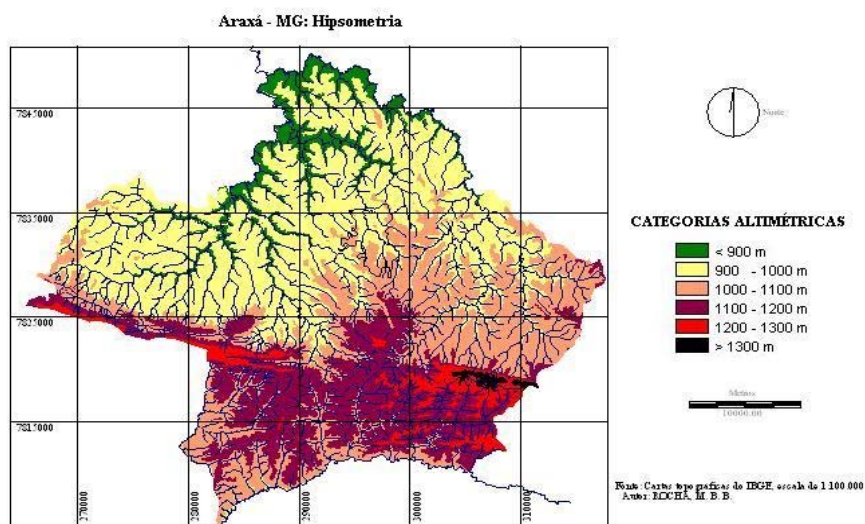 Araxá - MG: Hipsometria
7845000
7835000
7825000
7815000
270000
280000
290000
300000
310000
Norte
CATEGORIAS ALTIMÉTRICAS
< 900 m
900 - 1000 m
1000 - 1100 m
1100 - 1200 m
1200 - 1300 m
> 1300 m
Metros
10000.00
Fonte: Cartas topográficas do IBGE, escala de 1:100.000
Autor: ROCHA, M. B. B.